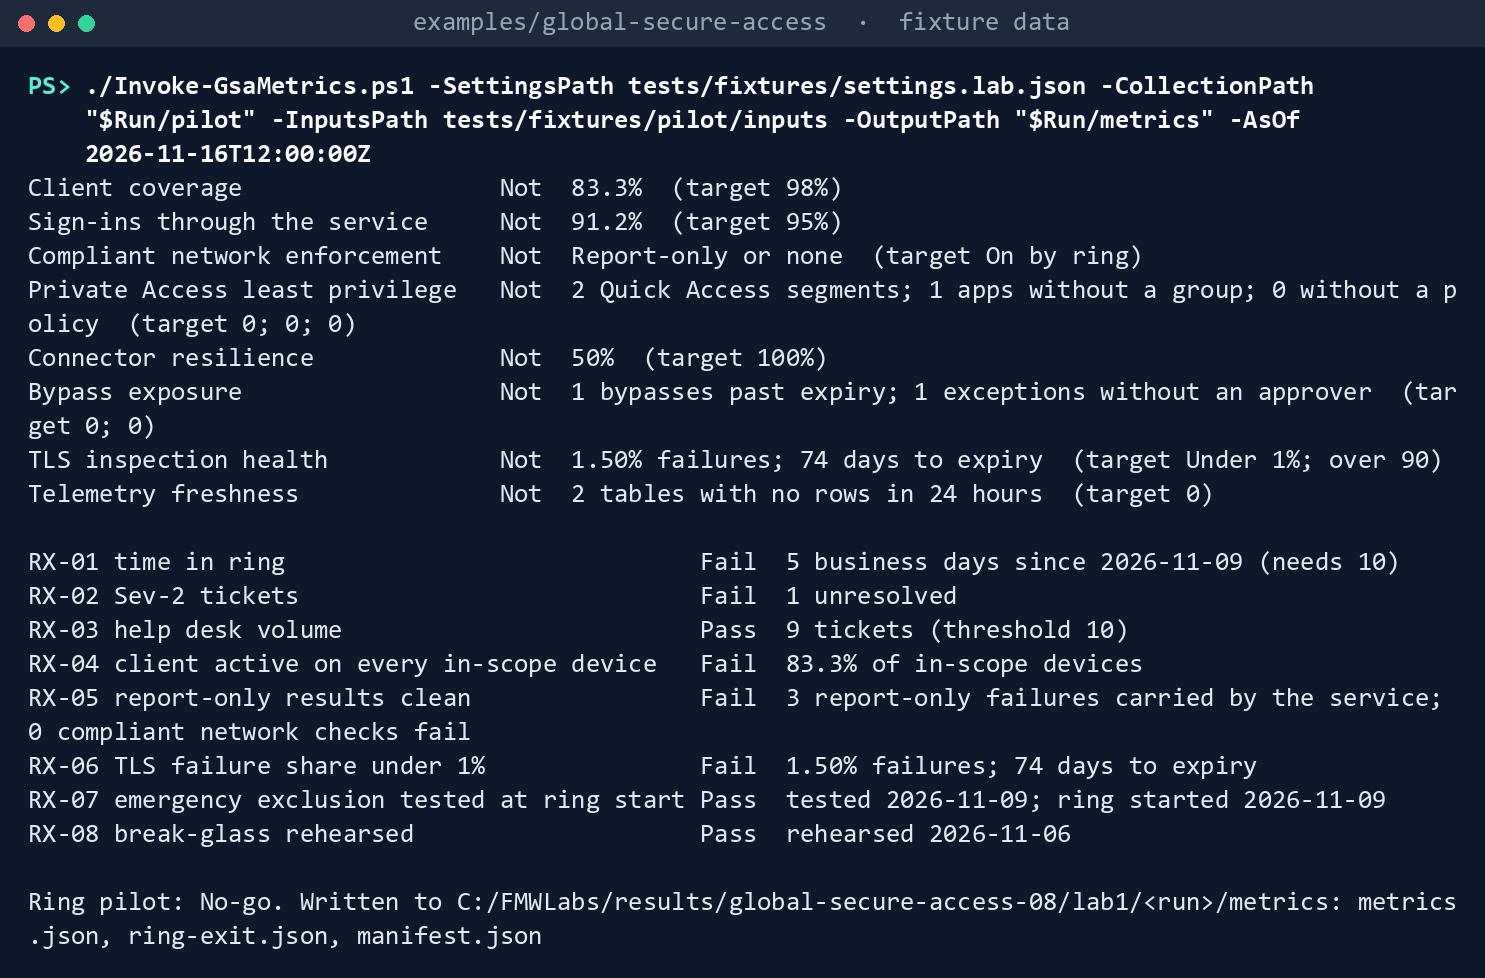 examples/global-secure-access · fixture data
PS> ./Invoke-GsaMetrics.ps1 -SettingsPath tests/fixtures/settings.lab.json -CollectionPath
"$Run/pilot" -InputsPath tests/fixtures/pilot/inputs -OutputPath "$Run/metrics" -AsOf
2026-11-16T12:00:00Z
Client coverage Not 83.3% (target 98%)
Sign-ins through the service Not 91.2% (target 95%)
Compliant network enforcement Not Report-only or none (target On by ring)
Private Access least privilege Not 2 Quick Access segments; 1 apps without a group; 0 without a p
olicy (target 0; 0; 0)
Connector resilience Not 50% (target 100%)
Bypass exposure Not 1 bypasses past expiry; 1 exceptions without an approver (tar
get 0; 0)
TLS inspection health Not 1.50% failures; 74 days to expiry (target Under 1%; over 90)
Telemetry freshness Not 2 tables with no rows in 24 hours (target 0)
RX-01 time in ring Fail 5 business days since 2026-11-09 (needs 10)
RX-02 Sev-2 tickets Fail 1 unresolved
RX-03 help desk volume Pass 9 tickets (threshold 10)
RX-04 client active on every in-scope device Fail 83.3% of in-scope devices
RX-05 report-only results clean Fail 3 report-only failures carried by the service;
0 compliant network checks fail
RX-06 TLS failure share under 1% Fail 1.50% failures; 74 days to expiry
RX-07 emergency exclusion tested at ring start Pass tested 2026-11-09; ring started 2026-11-09
RX-08 break-glass rehearsed Pass rehearsed 2026-11-06
Ring pilot: No-go. Written to C:/FMWLabs/results/global-secure-access-08/lab1/<run>/metrics: metrics
.json, ring-exit.json, manifest.json